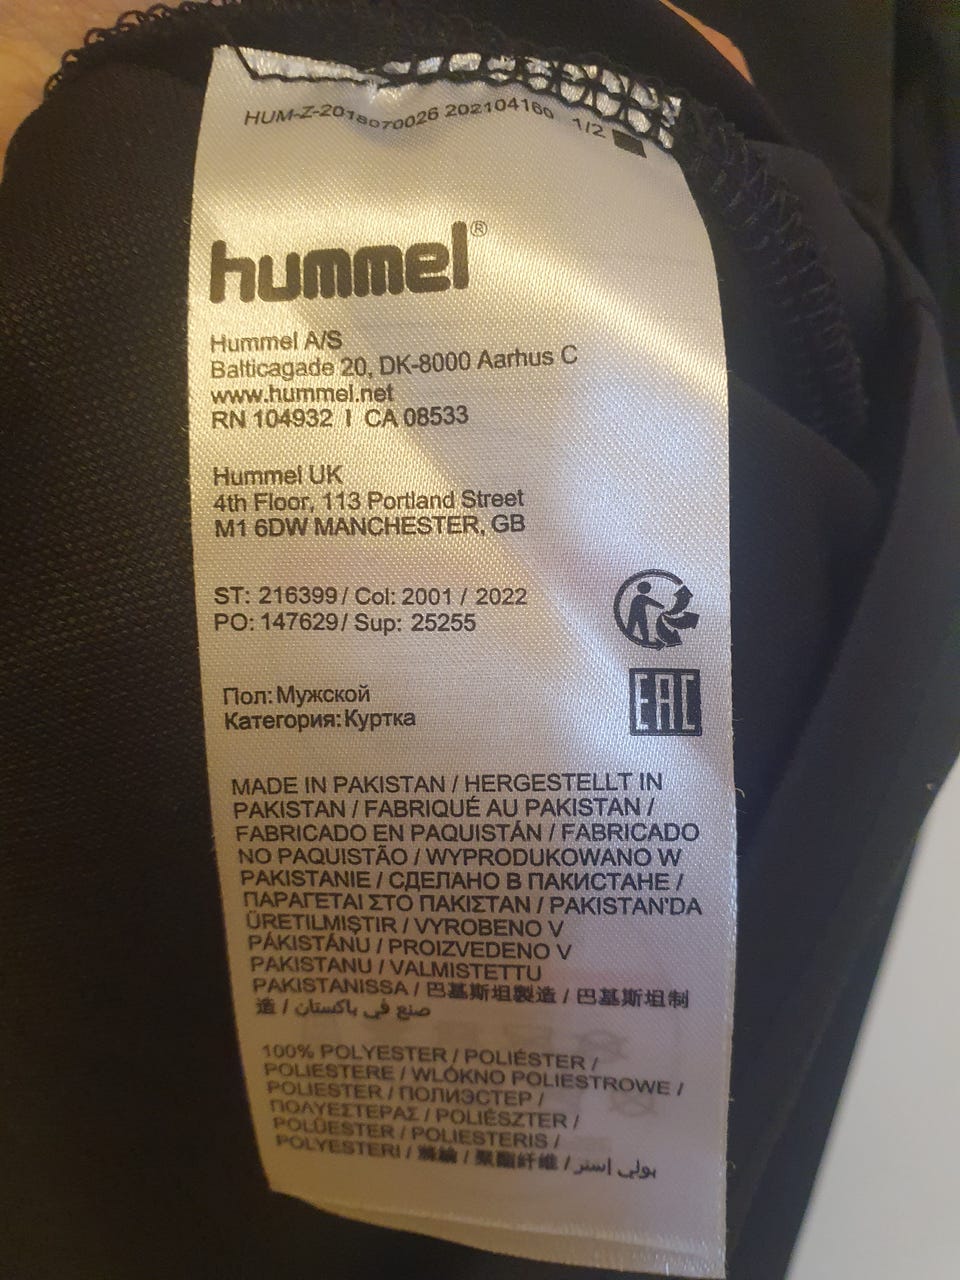 HUM-Z-2018070026 202104160 1/2
hummel®
Hummel A/S
Balticagade 20, DK-8000 Aarhus C
www.hummel.net
RN 104932 I CA 08533
Hummel UK
4th Floor, 113 Portland Street
M1 6DW MANCHESTER, GB
ST: 216399 / Col: 2001 / 2022
PO: 147629 / Sup: 25255
Пол: Мужской
Категория: Куртка
EAC
MADE IN PAKISTAN / HERGESTELLT IN
PAKISTAN / FABRIQUÉ AU PAKISTAN /
FABRICADO EN PAQUISTÁN / FABRICADO
NO PAQUISTÃO / WYPRODUKOWANO W
PAKISTANIE / СДЕЛАНО В ПАКИСТАНЕ /
ΠΑΡΑΓΕΤΑΙ ΣΤΟ ΠΑΚΙΣΤΑΝ / PAKISTAN'DA
ÜRETILMIŞTIR / VYROBENO V
PÁKISTÁNU / PROIZVEDENO V
PAKISTANU / VALMISTETTU
PAKISTANISSA / 巴基斯坦製造 / 巴基斯坦制
造 / صنع في باكستان
100% POLYESTER / POLIÉSTER /
POLIESTERE / WLÓKNO POLIESTROWE /
POLIESTER / ПОЛИЭСТЕР /
ΠΟΛΥΕΣΤΕΡΑΣ / POLIÉSZTER /
POLÜESTER / POLIESTERIS /
POLYESTERI / 聚酯纖維 / بولي إستر